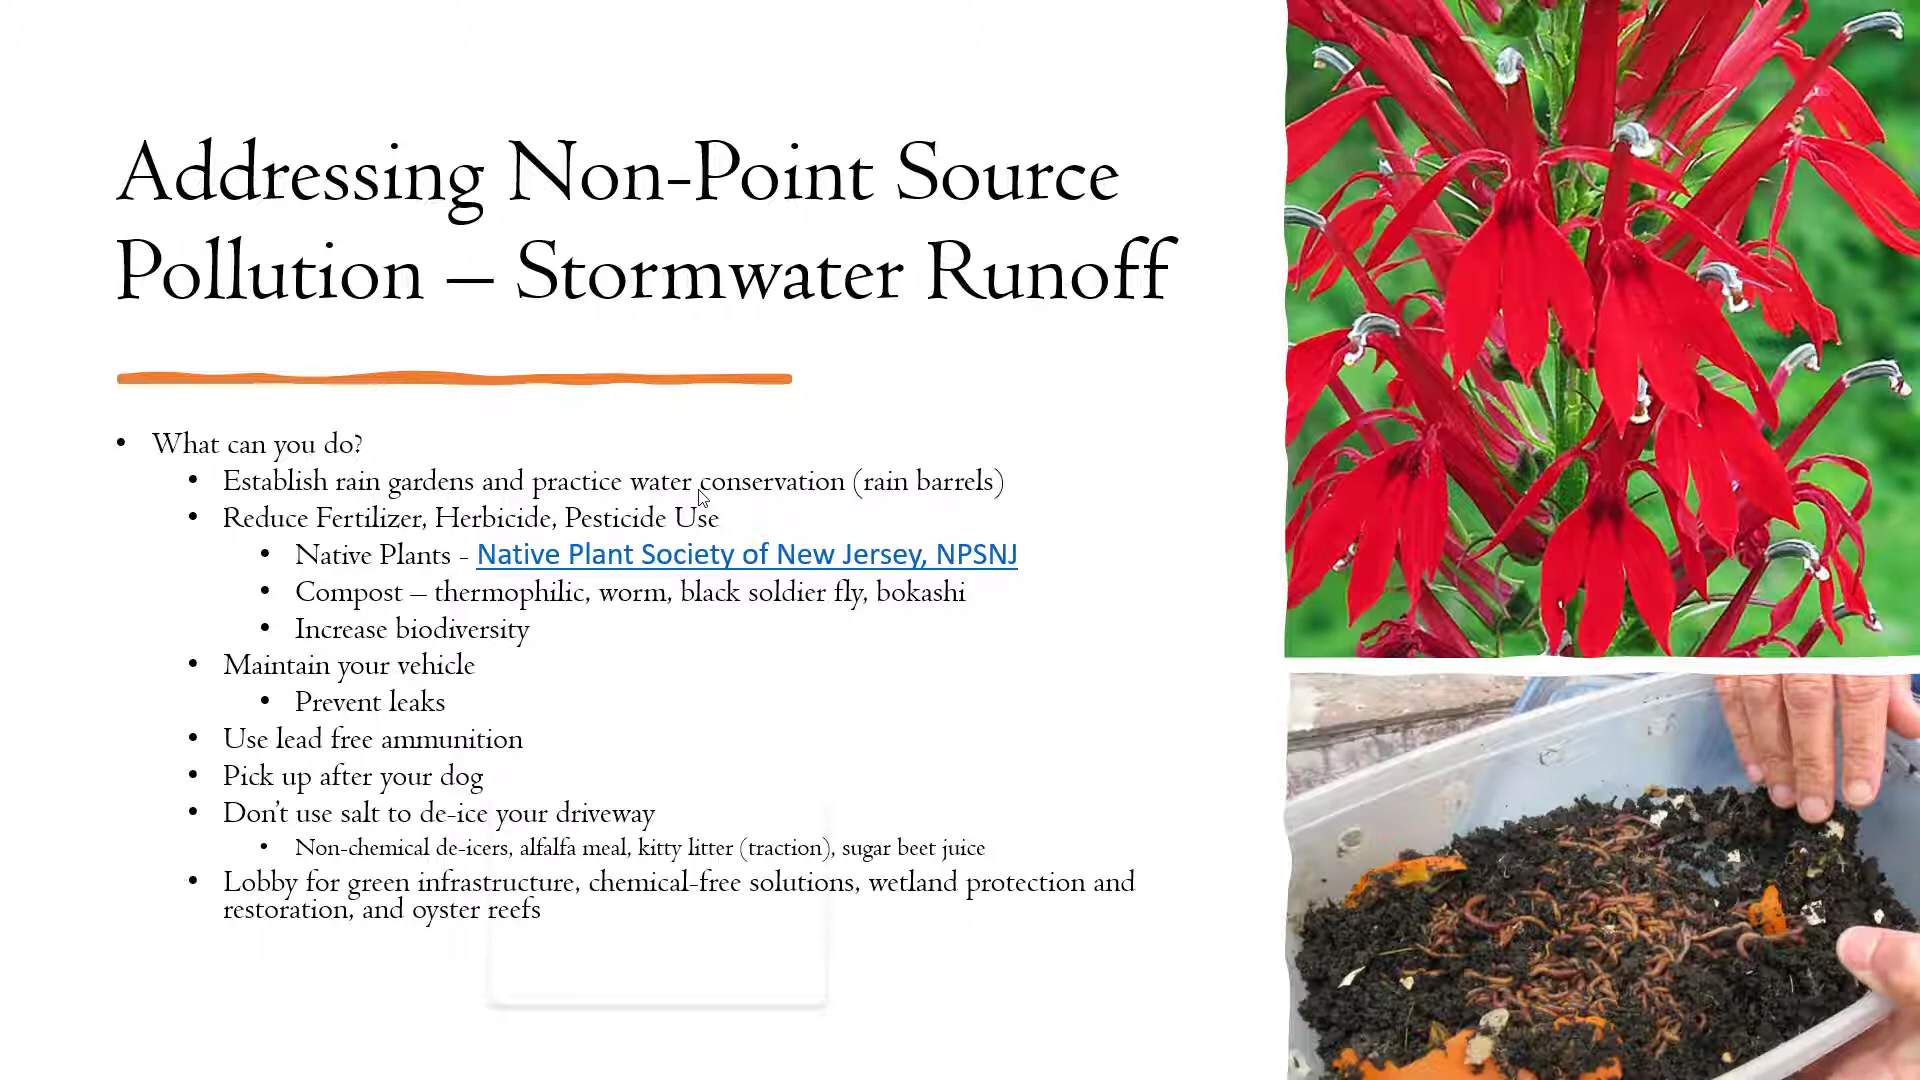 Addressing Non-Point Source
Pollution – Stormwater Runoff
• What can you do?
• Establish rain gardens and practice water conservation (rain barrels)
• Reduce Fertilizer, Herbicide, Pesticide Use
• Native Plants - Native Plant Society of New Jersey, NPSNJ
• Compost – thermophilic, worm, black soldier fly, bokashi
• Increase biodiversity
• Maintain your vehicle
• Prevent leaks
• Use lead free ammunition
• Pick up after your dog
• Don’t use salt to de-ice your driveway
• Non-chemical de-icers, alfalfa meal, kitty litter (traction), sugar beet juice
• Lobby for green infrastructure, chemical-free solutions, wetland protection and
restoration, and oyster reefs